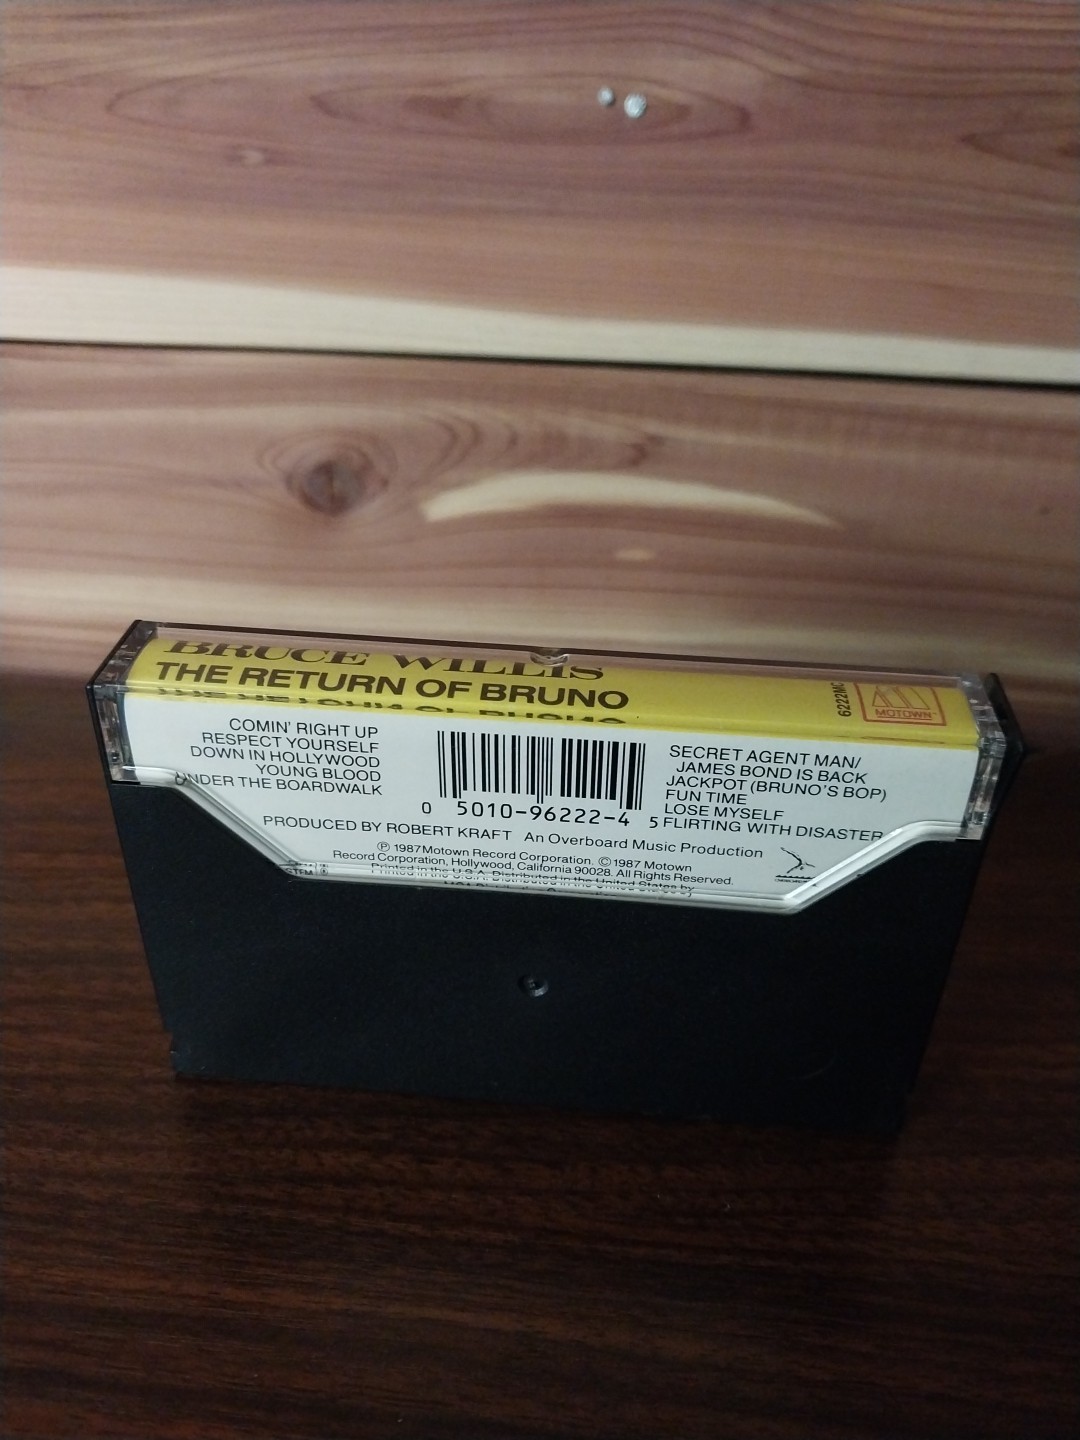 BRUCE WILLIS
THE RETURN OF BRUNO
6222MC
MOTOWN™
COMIN' RIGHT UP
RESPECT YOURSELF
DOWN IN HOLLYWOOD
YOUNG BLOOD
UNDER THE BOARDWALK
0 5010-96222-4 5
SECRET AGENT MAN/
JAMES BOND IS BACK
JACKPOT (BRUNO'S BOP)
FUN TIME
LOSE MYSELF
FLIRTING WITH DISASTER
PRODUCED BY ROBERT KRAFT An Overboard Music Production
Ⓟ 1987 Motown Record Corporation. © 1987 Motown
Record Corporation, Hollywood, California 90028. All Rights Reserved.
Printed in the U.S.A. Distributed in the United States by